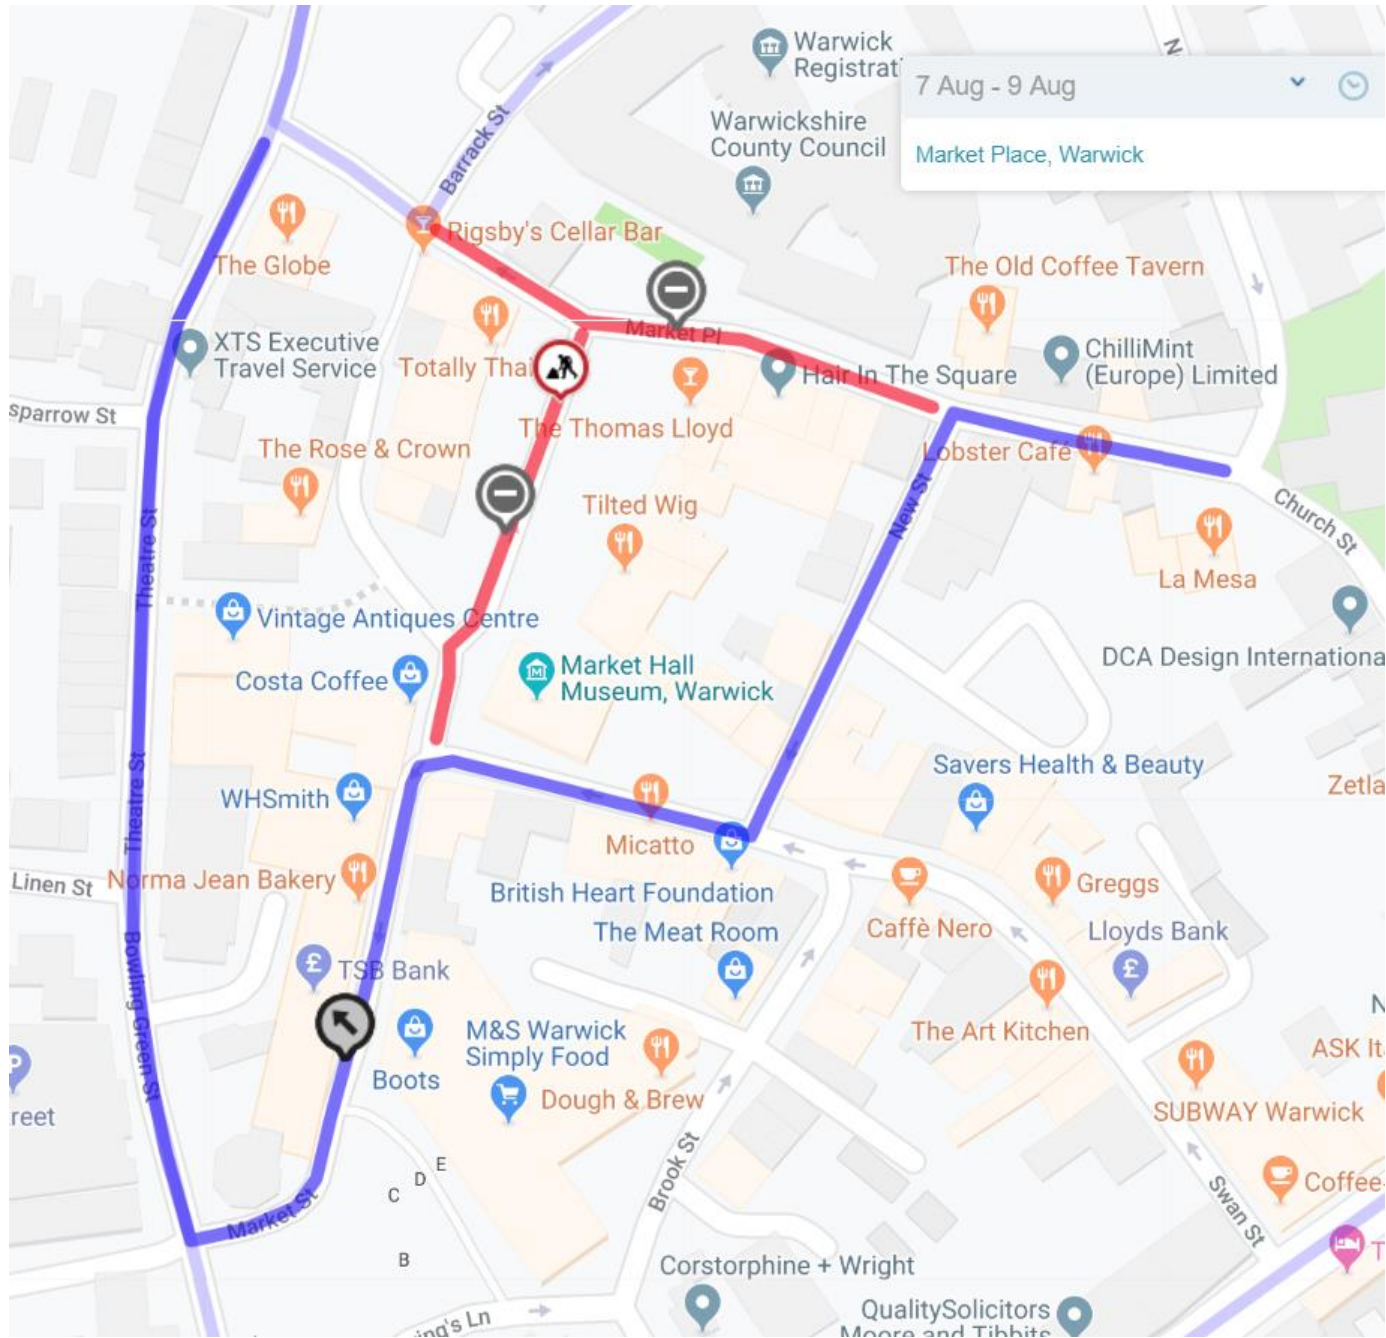 Warwick
Registrat
7 Aug - 9 Aug
Market Place, Warwick
Warwickshire
County Council
Barrack St
Rigsby's Cellar Bar
The Globe
The Old Coffee Tavern
XTS Executive
Travel Service
Totally Thai
Market Pl
Hair In The Square
ChilliMint
(Europe) Limited
sparrow St
The Thomas Lloyd
The Rose & Crown
Lobster Café
Tilted Wig
New St
Church St
Theatre St
La Mesa
Vintage Antiques Centre
Costa Coffee
Market Hall
Museum, Warwick
DCA Design Internationa
WHSmith
Theatre St
Savers Health & Beauty
Zetla
Micatto
Linen St
Norma Jean Bakery
British Heart Foundation
Greggs
The Meat Room
Caffè Nero
Lloyds Bank
Bowling Green St
TSB Bank
M&S Warwick
Simply Food
The Art Kitchen
ASK It
Boots
Dough & Brew
SUBWAY Warwick
reet
E
D
C
Brook St
Swan St
Coffee-
Market St
B
Corstorphine + Wright
QualitySolicitors
Moore and Tibbits
ng's Ln